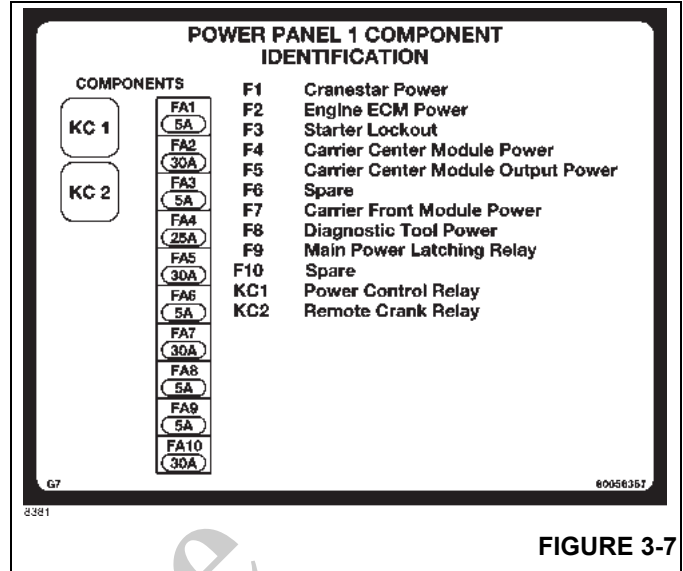 POWER PANEL 1 COMPONENT
IDENTIFICATION
COMPONENTS
KC 1
KC 2
FA1
5A
FA2
30A
FA3
5A
FA4
25A
FA5
30A
FA6
5A
FA7
30A
FA8
5A
FA9
5A
FA10
30A
F1 Cranestar Power
F2 Engine ECM Power
F3 Starter Lockout
F4 Carrier Center Module Power
F5 Carrier Center Module Output Power
F6 Spare
F7 Carrier Front Module Power
F8 Diagnostic Tool Power
F9 Main Power Latching Relay
F10 Spare
KC1 Power Control Relay
KC2 Remote Crank Relay
G7
80056357
8381
FIGURE 3-7